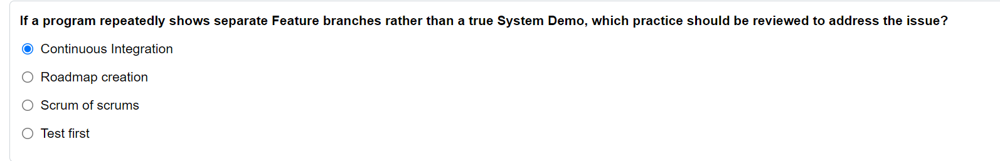 If a program repeatedly shows separate Feature branches rather than a true System Demo, which practice should be reviewed to address the issue?
Continuous Integration
Roadmap creation
Scrum of scrums
Test first